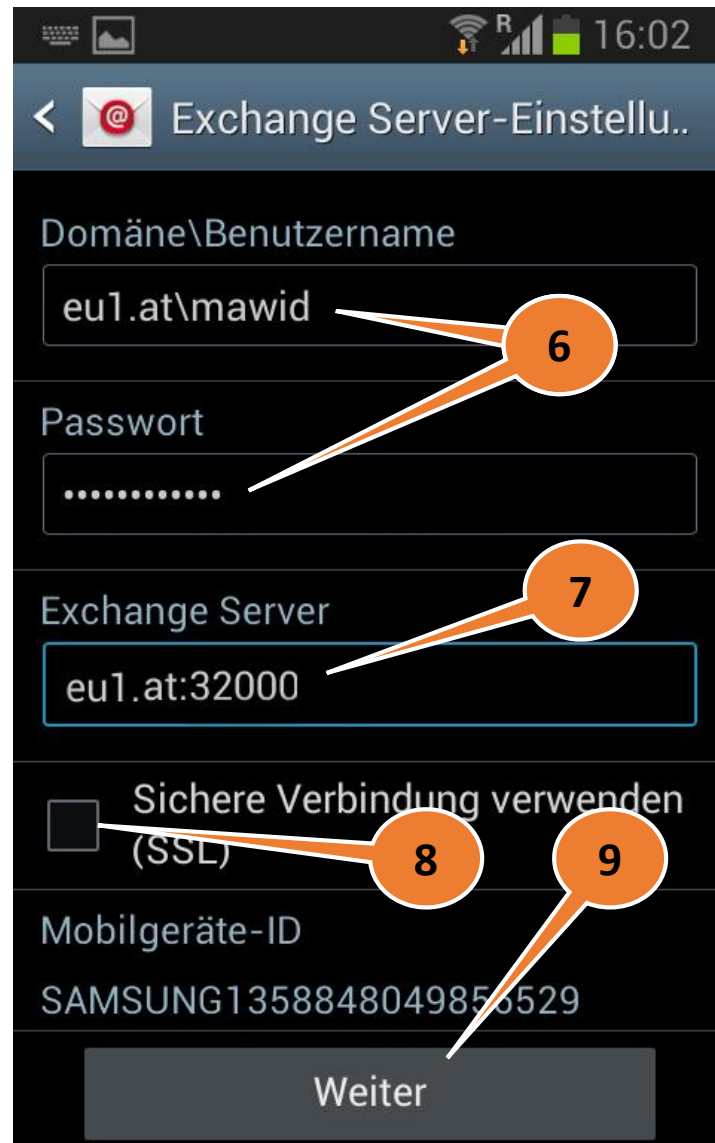 R 16:02
< Exchange Server-Einstellu..
Domäne\Benutzername
eu1.at\mawid
6
Passwort
••••••••••••
7
Exchange Server
eu1.at:32000
Sichere Verbindung verwenden
(SSL)
8
9
Mobilgeräte-ID
SAMSUNG1358848049856529
Weiter